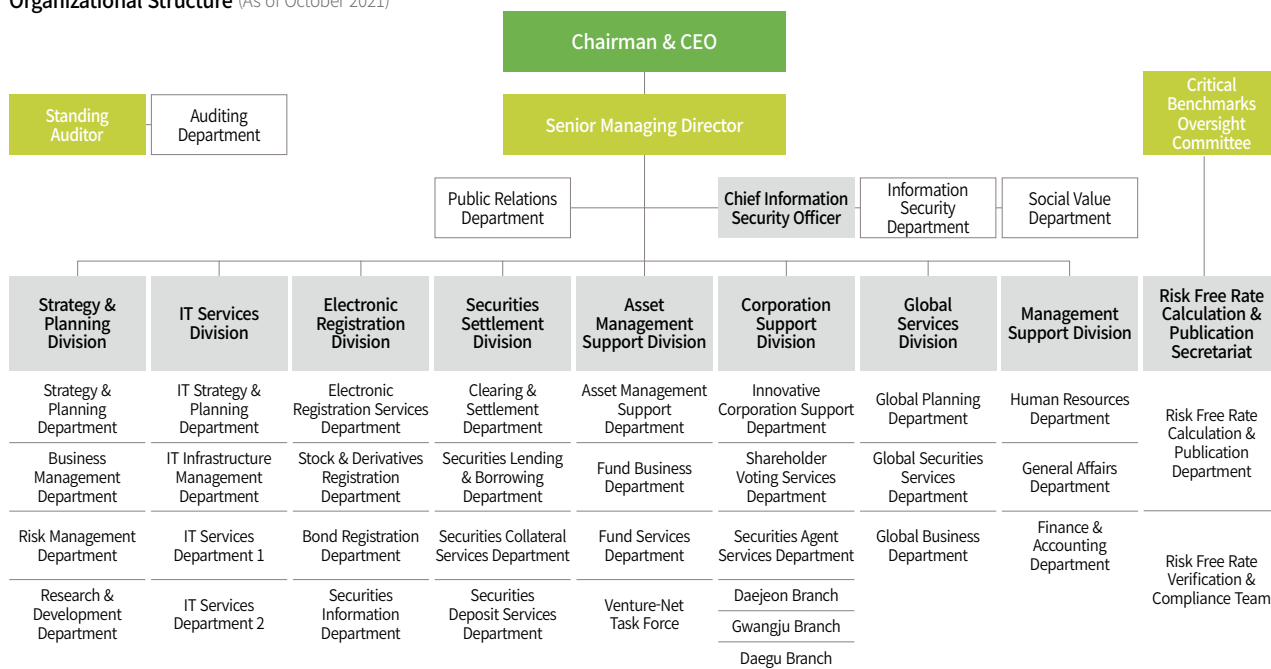 Organizational Structure (As of October 2021)
Chairman & CEO
Standing
Auditor
Auditing
Department
Senior Managing Director
Critical
Benchmarks
Oversight
Committee
Public Relations
Department
Chief Information
Security Officer
Information
Security
Department
Social Value
Department
Strategy &
Planning
Division
IT Services
Division
Electronic
Registration
Division
Securities
Settlement
Division
Asset
Management
Support Division
Corporation
Support
Division
Global
Services
Division
Management
Support Division
Risk Free Rate
Calculation &
Publication
Secretariat
Strategy &
Planning
Department
Business
Management
Department
Risk Management
Department
Research &
Development
Department
IT Strategy &
Planning
Department
IT Infrastructure
Management
Department
IT Services
Department 1
IT Services
Department 2
Electronic
Registration Services
Department
Stock & Derivatives
Registration
Department
Bond Registration
Department
Securities
Information
Department
Clearing &
Settlement
Department
Securities Lending
& Borrowing
Department
Securities Collateral
Services Department
Securities
Deposit Services
Department
Asset Management
Support
Department
Fund Business
Department
Fund Services
Department
Venture-Net
Task Force
Innovative
Corporation Support
Department
Shareholder
Voting Services
Department
Securities Agent
Services Department
Daejeon Branch
Gwangju Branch
Daegu Branch
Global Planning
Department
Global Securities
Services
Department
Global Business
Department
Human Resources
Department
General Affairs
Department
Finance &
Accounting
Department
Risk Free Rate
Calculation &
Publication
Department
Risk Free Rate
Verification &
Compliance Team